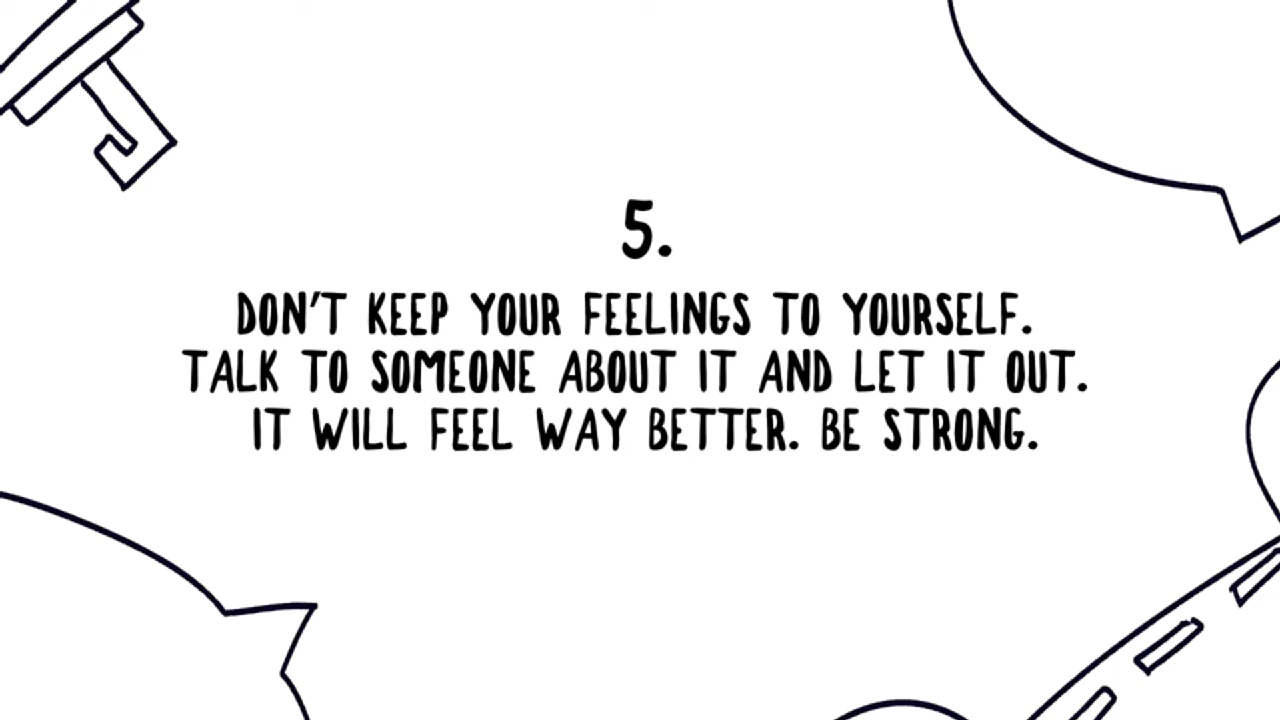 5.
DON'T KEEP YOUR FEELINGS TO YOURSELF.
TALK TO SOMEONE ABOUT IT AND LET IT OUT.
IT WILL FEEL WAY BETTER. BE STRONG.